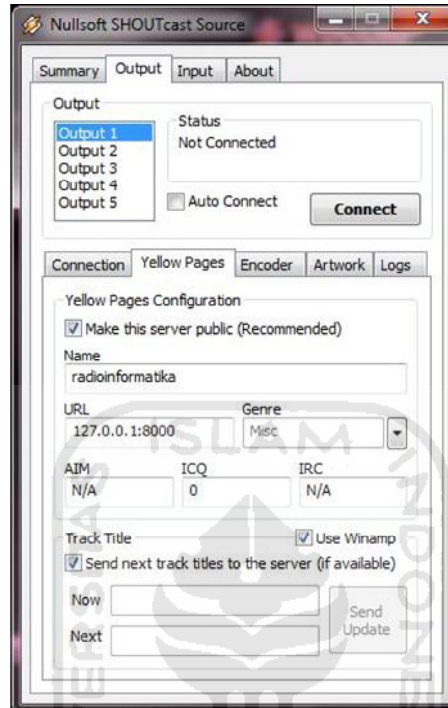 Nullsoft SHOUTcast Source
Summary Output Input About
Output
Output 1
Output 2
Output 3
Output 4
Output 5
Status
Not Connected
Auto Connect
Connect
Connection Yellow Pages Encoder Artwork Logs
Yellow Pages Configuration
Make this server public (Recommended)
Name
radioinformatika
URL Genre
127.0.0.1:8000 Misc
AIM ICQ IRC
N/A 0 N/A
Track Title Use Winamp
Send next track titles to the server (if available)
Now
Next
Send
Update
ISLAM